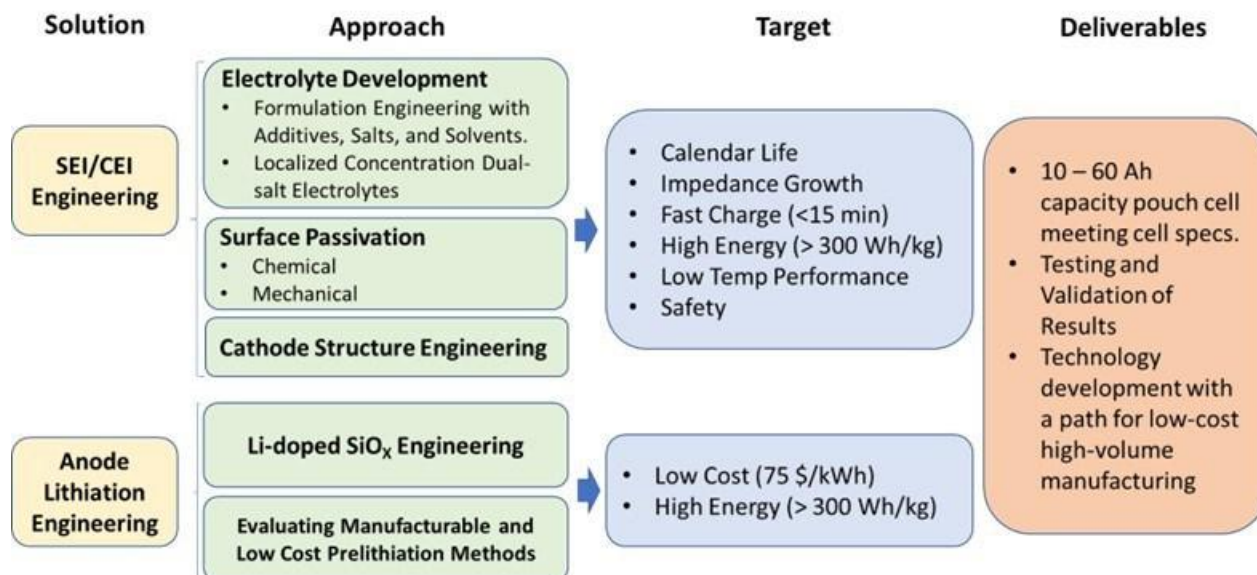 Solution
Approach
Target
Deliverables
SEI/CEI
Engineering
Electrolyte Development
• Formulation Engineering with
Additives, Salts, and Solvents.
• Localized Concentration Dual-
salt Electrolytes
Surface Passivation
• Chemical
• Mechanical
Cathode Structure Engineering
• Calendar Life
• Impedance Growth
• Fast Charge (<15 min)
• High Energy (> 300 Wh/kg)
• Low Temp Performance
• Safety
Anode
Lithiation
Engineering
Li-doped SiOₓ Engineering
Evaluating Manufacturable and
Low Cost Prelithiation Methods
• Low Cost (75 $/kWh)
• High Energy (> 300 Wh/kg)
• 10 – 60 Ah
capacity pouch cell
meeting cell specs.
• Testing and
Validation of
Results
• Technology
development with
a path for low-cost
high-volume
manufacturing